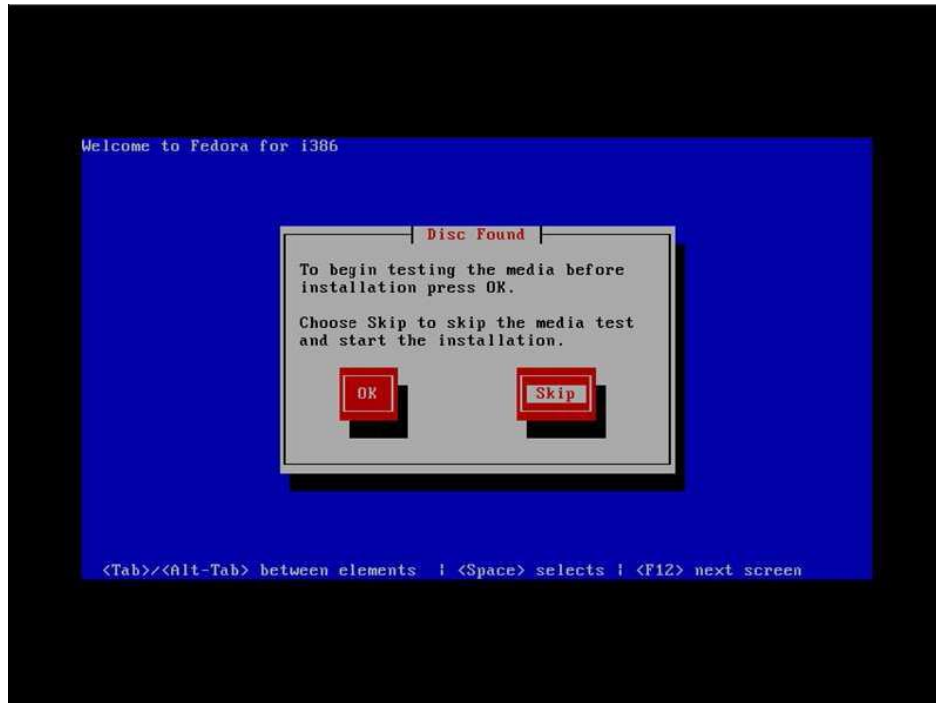 Welcome to Fedora for i386
Disc Found
To begin testing the media before
installation press OK.
Choose Skip to skip the media test
and start the installation.
OK Skip
<Tab>/<Alt-Tab> between elements | <Space> selects | <F12> next screen